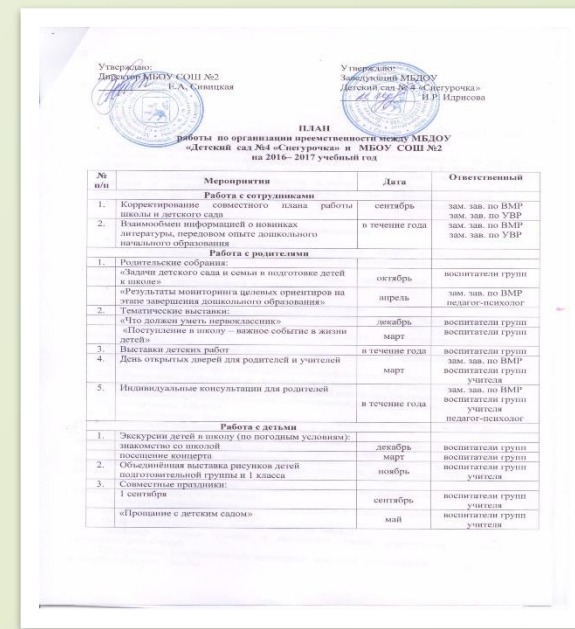 Утверждаю: Утверждаю:
Директор МБОУ СОШ №2 Заведующий МБДОУ
Е.А. Сивицкая Детский сад № 4 «Снегурочка»
И.Р. Идрисова
ПЛАН
работы по организации преемственности между МБДОУ
«Детский сад №4 «Снегурочка» и МБОУ СОШ №2
на 2016– 2017 учебный год
№ п/п Мероприятия Дата Ответственный
Работа с сотрудниками
1. Корректирование совместного плана работы сентябрь зам. зав. по ВМР
школы и детского сада зам. зав. по УВР
2. Взаимообмен информацией о новинках в течение года зам. зав. по ВМР
литературы, передовом опыте дошкольного зам. зав. по УВР
начального образования
Работа с родителями
1. Родительские собрания:
«Задачи детского сада и семьи в подготовке детей октябрь воспитатели групп
к школе»
«Результаты мониторинга целевых ориентиров на апрель зам. зав. по ВМР
этапе завершения дошкольного образования» педагог-психолог
2. Тематические выставки:
«Что должен уметь первоклассник» декабрь воспитатели групп
«Поступление в школу – важное событие в жизни март воспитатели групп
детей»
3. Выставки детских работ в течение года воспитатели групп
4. День открытых дверей для родителей и учителей март зам. зав. по ВМР
воспитатели групп
учителя
5. Индивидуальные консультации для родителей в течение года зам. зав. по ВМР
воспитатели групп
учителя
педагог-психолог
Работа с детьми
1. Экскурсии детей в школу (по погодным условиям):
знакомство со школой декабрь воспитатели групп
посещение концерта март воспитатели групп
2. Объединённая выставка рисунков детей ноябрь воспитатели групп
подготовительной группы и 1 класса учителя
3. Совместные праздники:
1 сентября сентябрь воспитатели групп
учителя
«Прощание с детским садом» май воспитатели групп
учителя